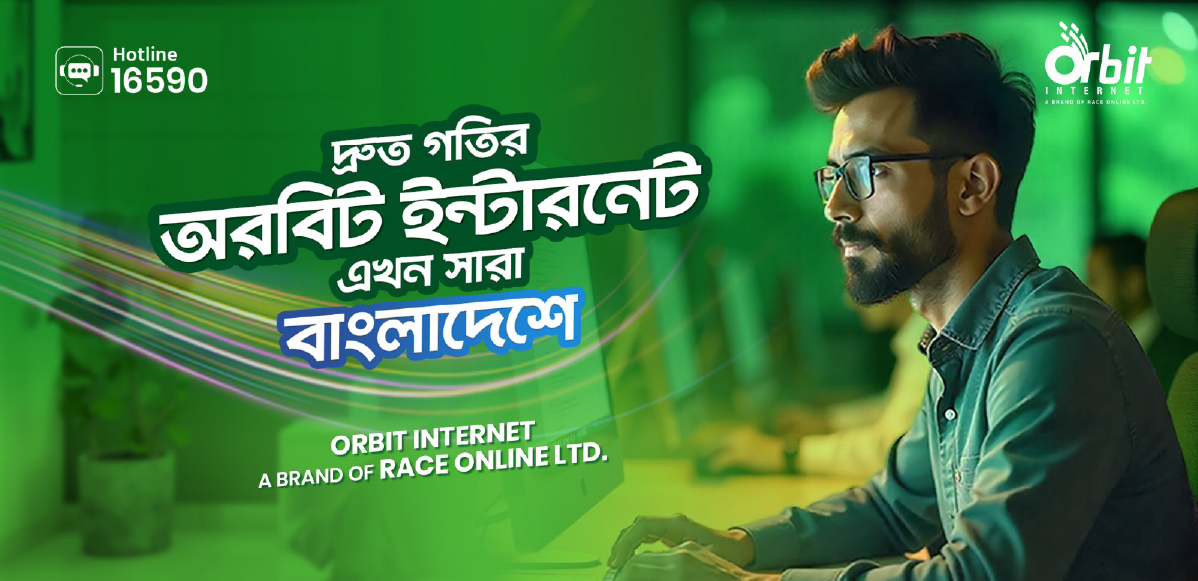 Hotline
16590
Orbit
INTERNET
A BRAND OF RACE ONLINE LTD.
দ্রুত গতির
অরবিট ইন্টারনেট
এখন সারা
বাংলাদেশে
ORBIT INTERNET
A BRAND OF RACE ONLINE LTD.